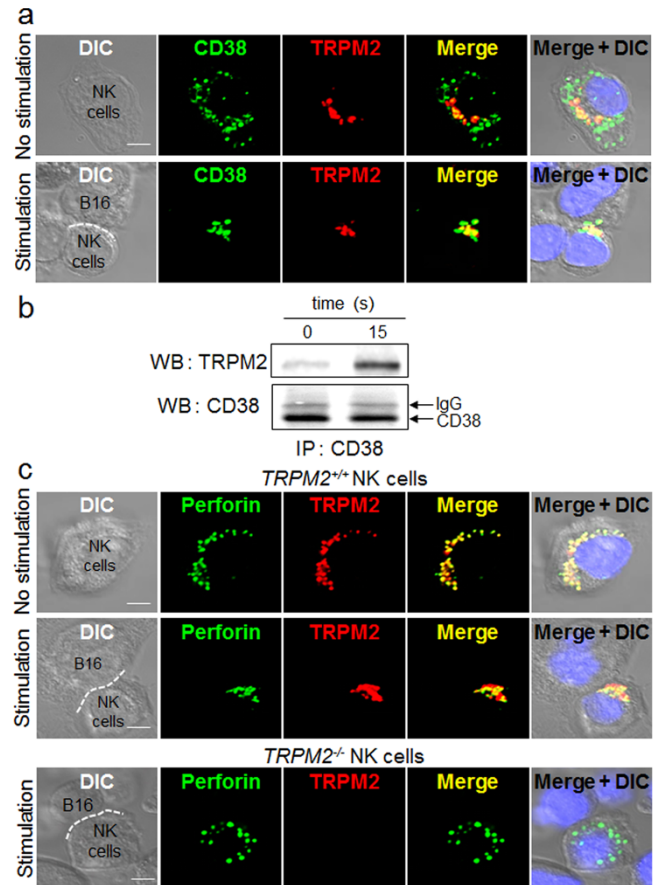 a
No stimulation
DIC
CD38
TRPM2
Merge
Merge + DIC
NK
cells
Stimulation
DIC
CD38
TRPM2
Merge
Merge + DIC
B16
NK
cells
b
time (s)
0 15
WB : TRPM2
WB : CD38
IgG
CD38
IP : CD38
c
TRPM2+/+ NK cells
No stimulation
DIC
Perforin
TRPM2
Merge
Merge + DIC
NK
cells
Stimulation
DIC
Perforin
TRPM2
Merge
Merge + DIC
B16
NK
cells
TRPM2-/- NK cells
Stimulation
DIC
Perforin
TRPM2
Merge
Merge + DIC
B16
NK
cells